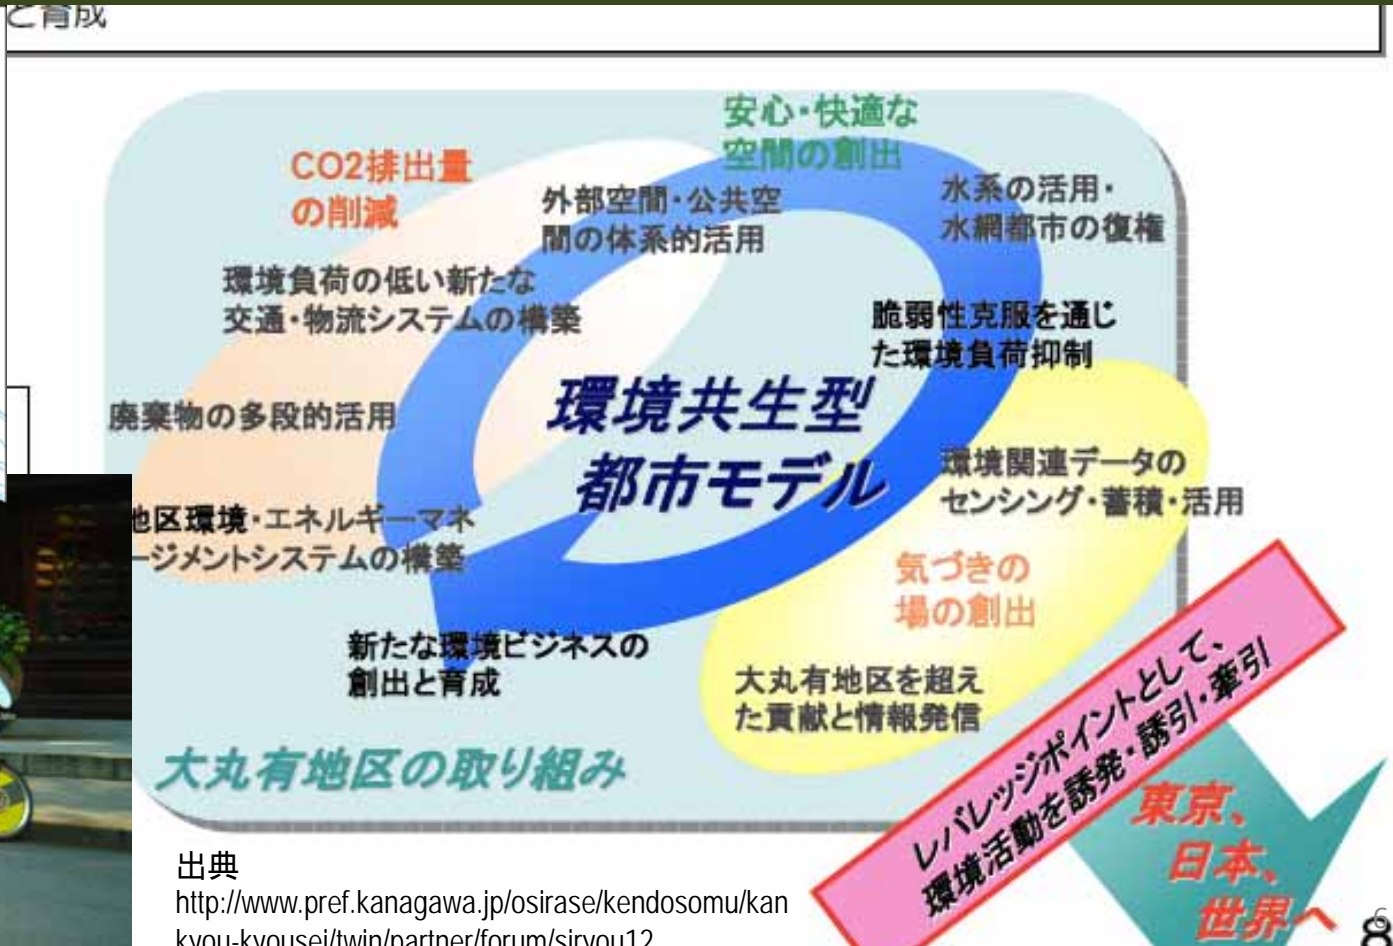 と育成
安心・快適な
空間の創出
CO2排出量
の削減
外部空間・公共空
間の体系的活用
水系の活用・
水網都市の復権
環境負荷の低い新たな
交通・物流システムの構築
脆弱性克服を通じ
た環境負荷抑制
環境共生型
都市モデル
廃棄物の多段的活用
環境関連データの
センシング・蓄積・活用
地区環境・エネルギーマネ
ージメントシステムの構築
気づきの
場の創出
新たな環境ビジネスの
創出と育成
大丸有地区を超え
た貢献と情報発信
大丸有地区の取り組み
レバレッジポイントとして、
環境活動を誘発・誘引・牽引
東京、
日本、
世界へ
出典
http://www.pref.kanagawa.jp/osirase/kendosomu/kan
kyou-kyousei/twin/partner/forum/siryou12
6
8